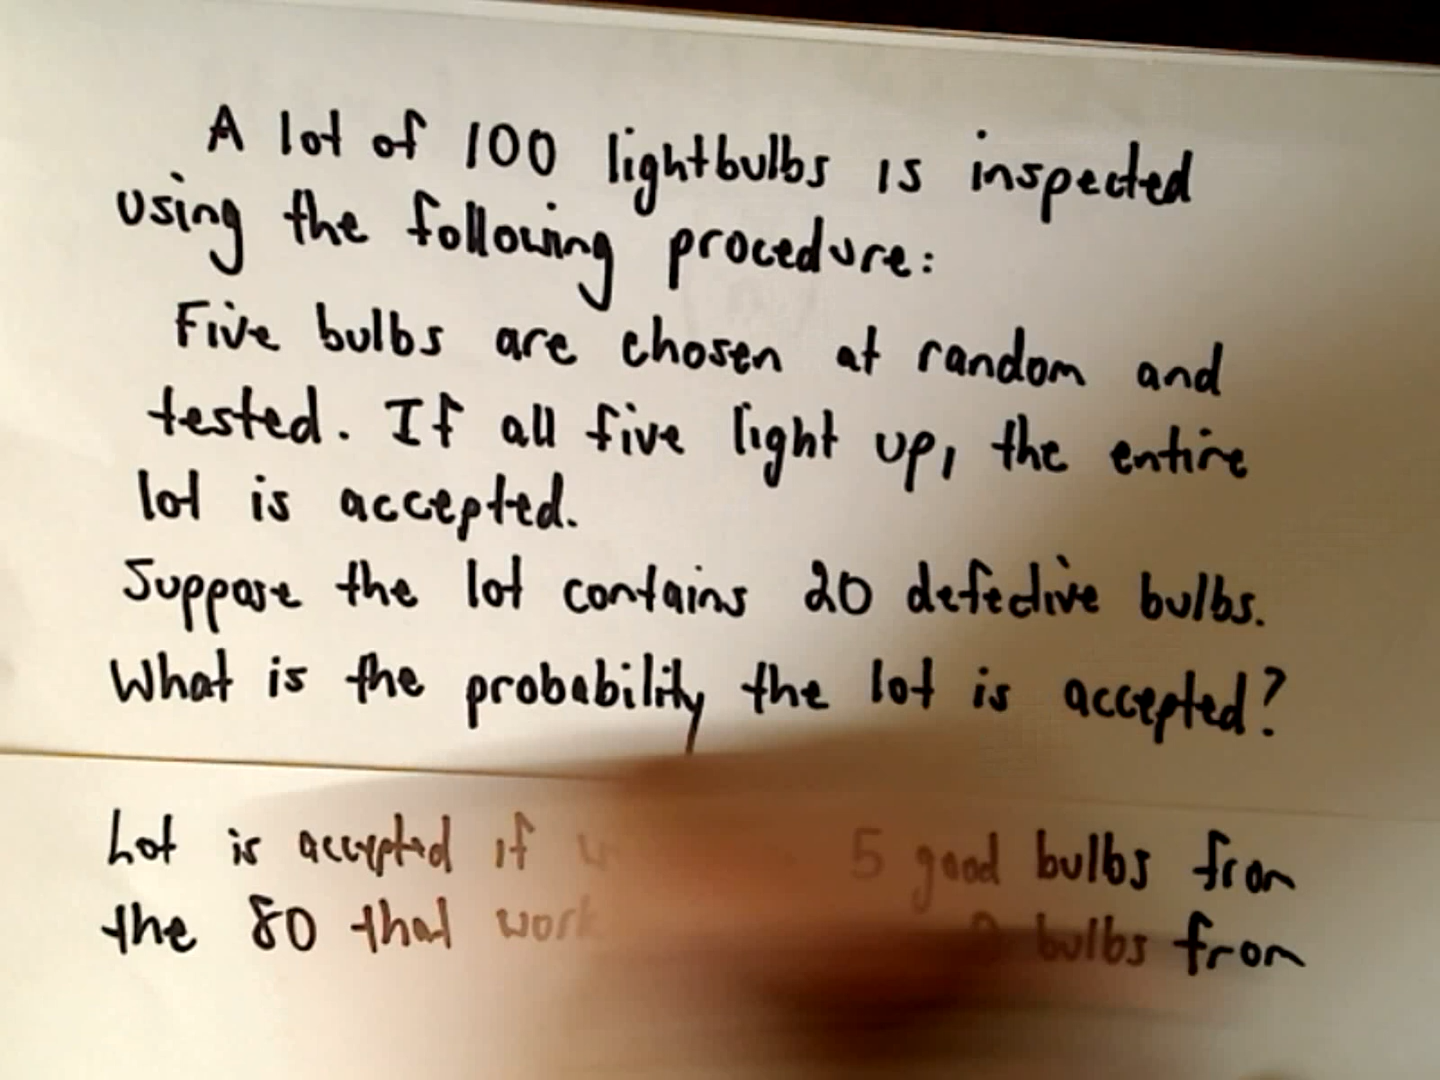 A lot of 100 lightbulbs is inspected
using the following procedure:
Five bulbs are chosen at random and
tested. If all five light up, the entire
lot is accepted.
Suppose the lot contains 20 defective bulbs.
What is the probability the lot is accepted?
Lot is accepted if 5 good bulbs from
the 80 that work bulbs from